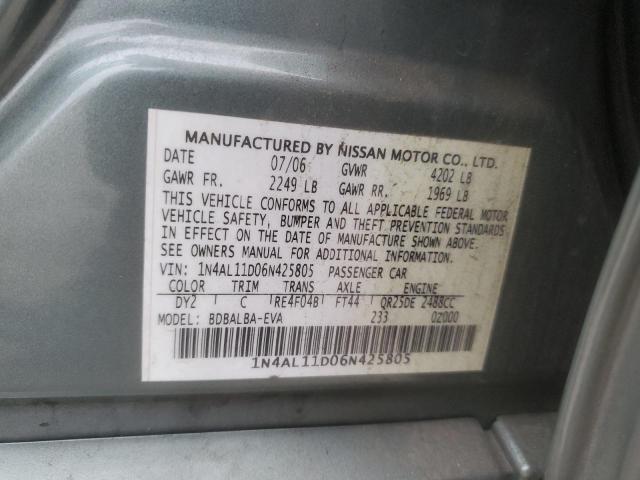 MANUFACTURED BY NISSAN MOTOR CO., LTD.
DATE 07/06 GVWR 4202 LB
GAWR FR. 2249 LB GAWR RR. 1969 LB
THIS VEHICLE CONFORMS TO ALL APPLICABLE FEDERAL MOTOR
VEHICLE SAFETY, BUMPER AND THEFT PREVENTION STANDARDS
IN EFFECT ON THE DATE OF MANUFACTURE SHOWN ABOVE.
SEE OWNERS MANUAL FOR ADDITIONAL INFORMATION.
VIN: 1N4AL11D06N425805 PASSENGER CAR
COLOR TRIM TRANS AXLE ENGINE
DY2 C RE4F04B FT44 QR25DE 2488CC
MODEL: BDBALBA-EVA 233 0Z000
1N4AL11D06N425805